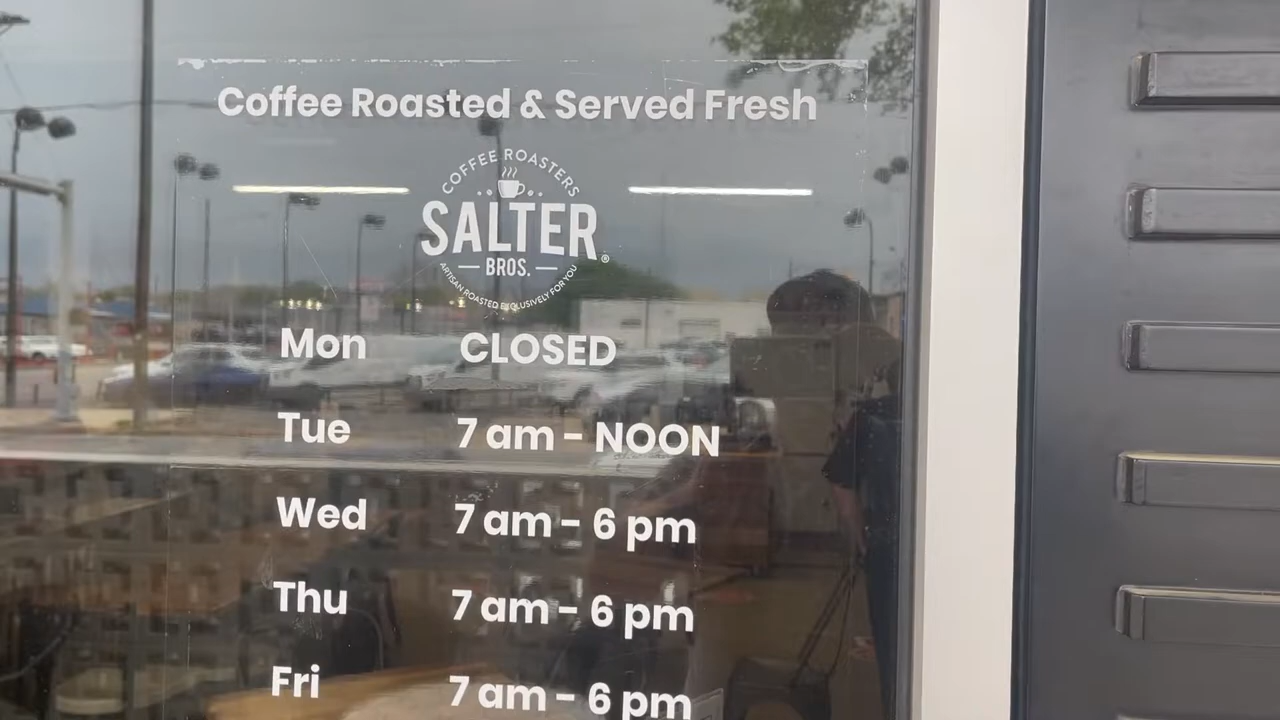 Coffee Roasted & Served Fresh
COFFEE ROASTERS
SALTER®
BROS.
ARTISAN ROASTED EXCLUSIVELY FOR YOU
Mon CLOSED
Tue 7 am – NOON
Wed 7 am – 6 pm
Thu 7 am – 6 pm
Fri 7 am – 6 pm